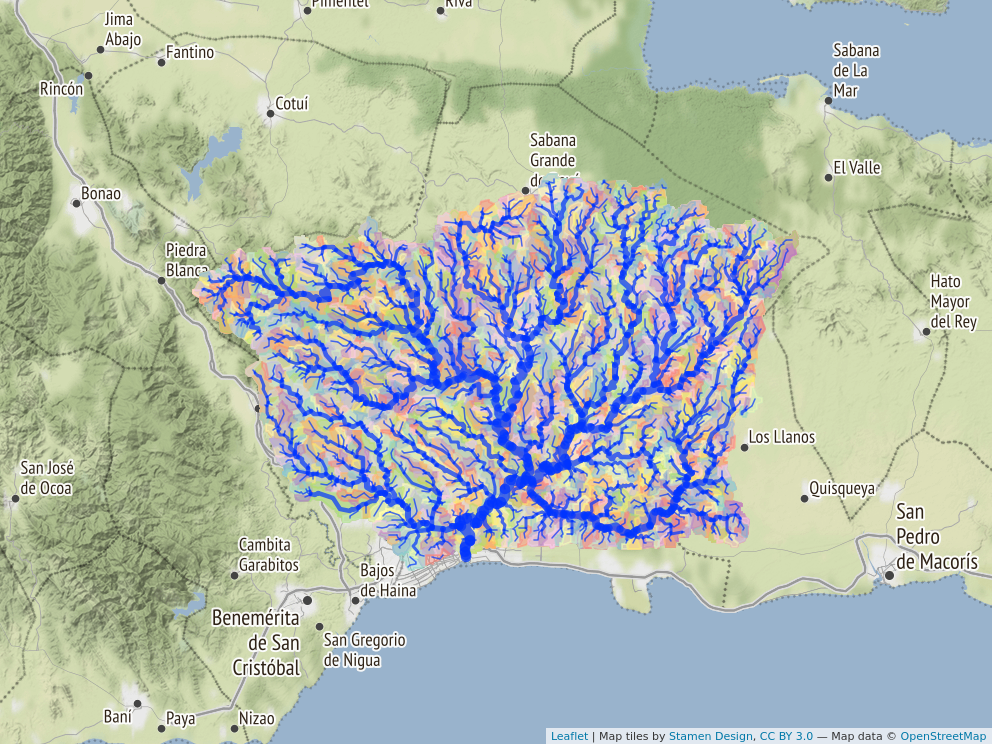 Pimentel
Riva
Jima
Abajo
Fantino
Rincón
Cotuí
Sabana
de La
Mar
Sabana
Grande
El Valle
Bonao
Piedra
Blanca
Hato
Mayor
del Rey
Los Llanos
San José
de Ocoa
Quisqueya
San
Pedro
de Macorís
Cambita
Garabitos
Bajos
de Haina
Benemérita
de San
Cristóbal
San Gregorio
de Nigua
Baní
Paya
Nizao
Leaflet | Map tiles by Stamen Design, CC BY 3.0 — Map data © OpenStreetMap